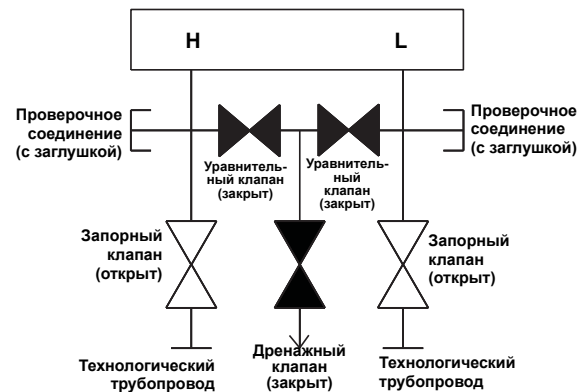 H
L
Проверочное
соединение
(с заглушкой)
Уравнитель-
ный клапан
(закрыт)
Уравнитель-
ный
клапан
(закрыт)
Проверочное
соединение
(с заглушкой)
Запорный
клапан
(открыт)
Запорный
клапан
(открыт)
Технологический
трубопровод
Дренажный
клапан
(закрыт)
Технологический
трубопровод